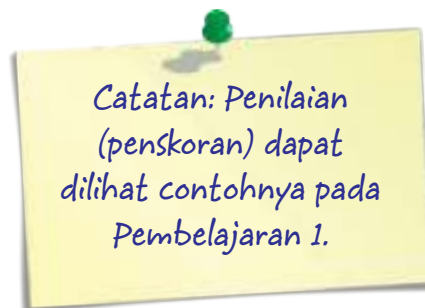 Catatan: Penilaian
(penskoran) dapat
dilihat contohnya pada
Pembelajaran 1.